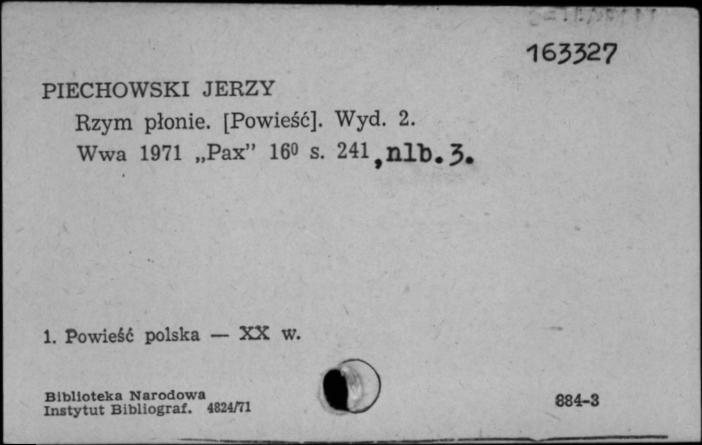 163327
PIECHOWSKI JERZY
Rzym płonie. [Powieść]. Wyd. 2.
Wwa 1971 „Pax” 16⁰ s. 241, nlb. 3.
1. Powieść polska — XX w.
Biblioteka Narodowa
Instytut Bibliograf. 4824/71
884-3